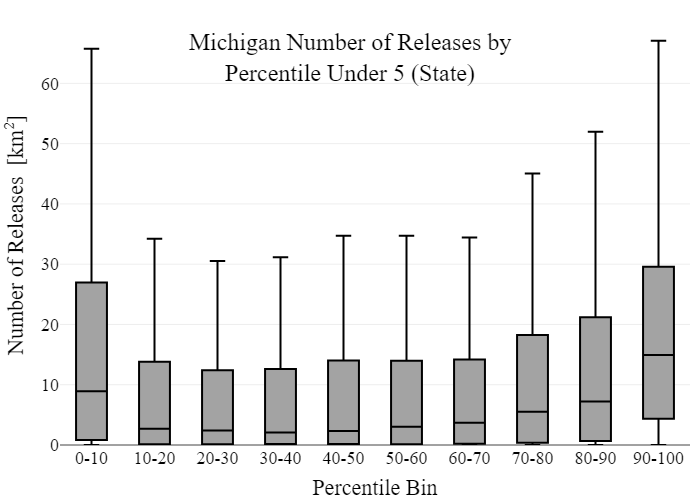 Michigan Number of Releases by
Percentile Under 5 (State)
Number of Releases [km²]
60
50
40
30
20
10
0
0-10 10-20 20-30 30-40 40-50 50-60 60-70 70-80 80-90 90-100
Percentile Bin